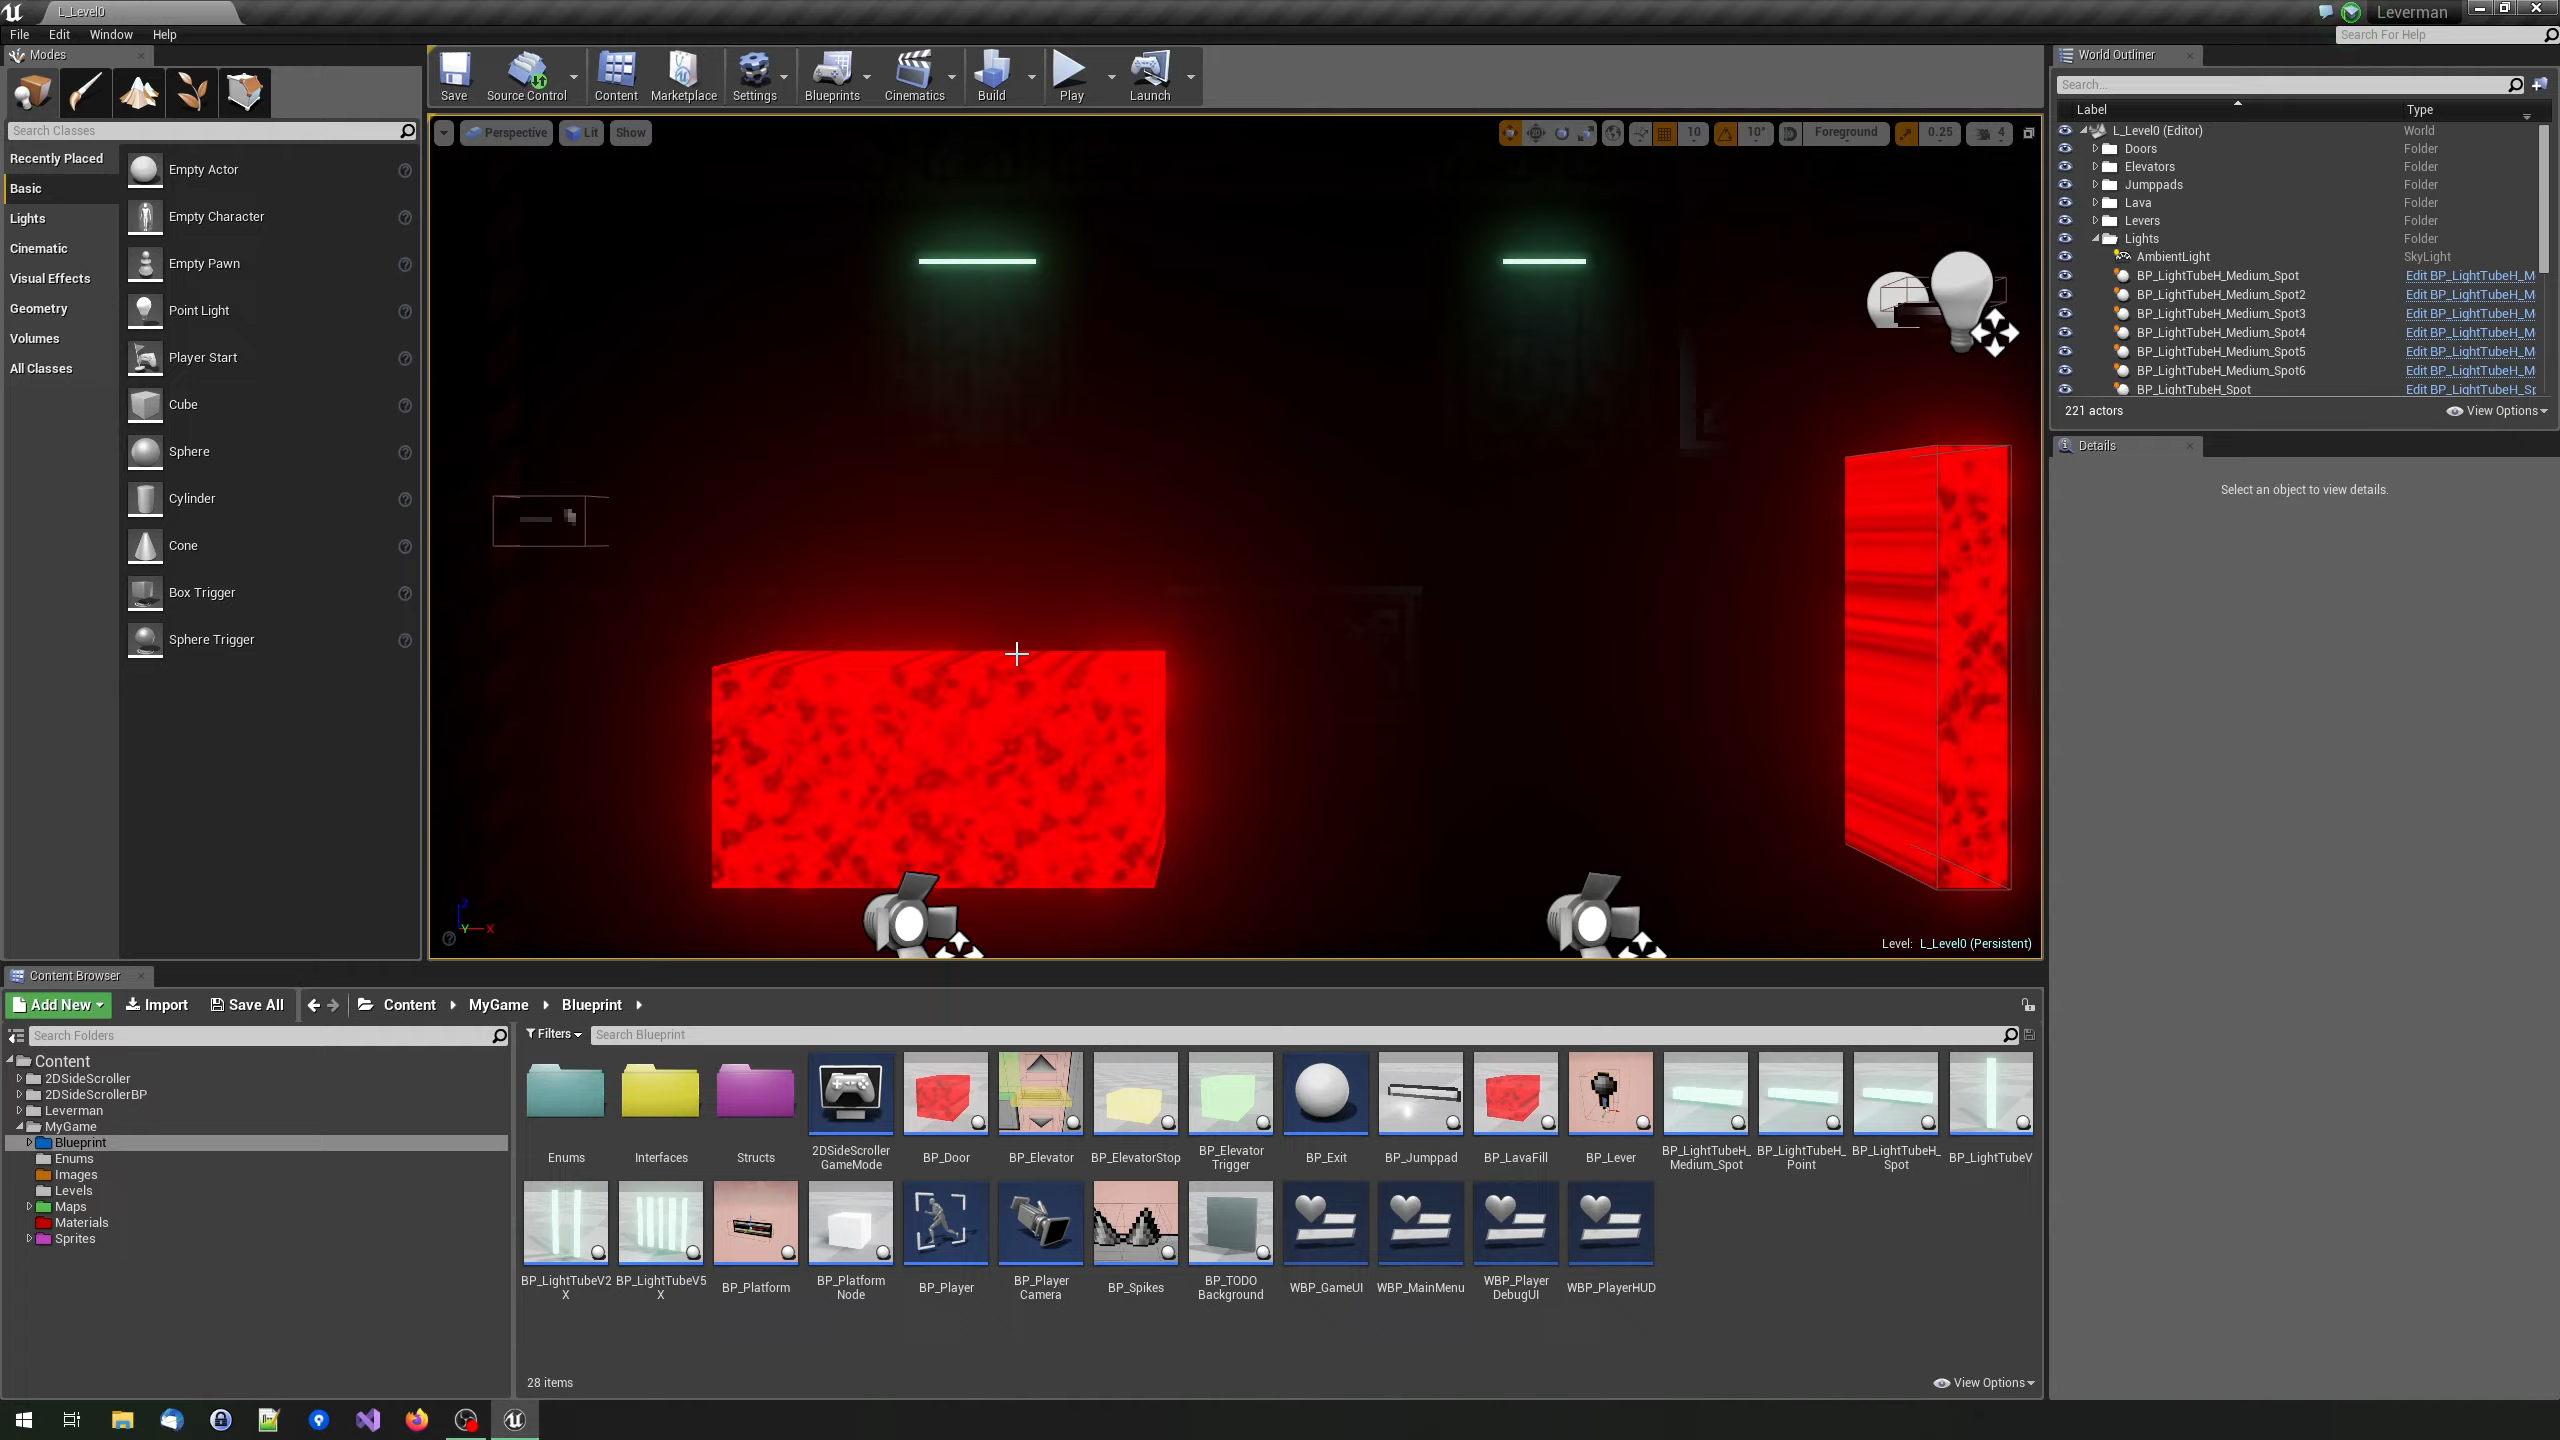 L_Level0
Leverman
File Edit Window Help
Search For Help
Modes
Save
Source Control
Content
Marketplace
Settings
Blueprints
Cinematics
Build
Play
Launch
World Outliner
Search...
Label Type
Search Classes
Recently Placed
Basic
Lights
Cinematic
Visual Effects
Geometry
Volumes
All Classes
Empty Actor
Empty Character
Empty Pawn
Point Light
Player Start
Cube
Sphere
Cylinder
Cone
Box Trigger
Sphere Trigger
Perspective Lit Show
10 10° Foreground 0.25 4
L_Level0 (Editor) World
Doors Folder
Elevators Folder
Jumppads Folder
Lava Folder
Levers Folder
Lights Folder
AmbientLight SkyLight
BP_LightTubeH_Medium_Spot Edit BP_LightTubeH_M
BP_LightTubeH_Medium_Spot2 Edit BP_LightTubeH_M
BP_LightTubeH_Medium_Spot3 Edit BP_LightTubeH_M
BP_LightTubeH_Medium_Spot4 Edit BP_LightTubeH_M
BP_LightTubeH_Medium_Spot5 Edit BP_LightTubeH_M
BP_LightTubeH_Medium_Spot6 Edit BP_LightTubeH_M
BP_LightTubeH_Spot Edit BP_LightTubeH_Sp
221 actors View Options
Details
Select an object to view details.
Z
Y X
Level: L_Level0 (Persistent)
Content Browser
Add New Import Save All Content MyGame Blueprint
Search Folders
Filters Search Blueprint
Content
2DSideScroller
2DSideScrollerBP
Leverman
MyGame
Blueprint
Enums
Images
Levels
Maps
Materials
Sprites
Enums
Interfaces
Structs
2DSideScroller
GameMode
BP_Door
BP_Elevator
BP_ElevatorStop
BP_Elevator
Trigger
BP_Exit
BP_Jumppad
BP_LavaFill
BP_Lever
BP_LightTubeH_
Medium_Spot
BP_LightTubeH_
Point
BP_LightTubeH_
Spot
BP_LightTubeV
BP_LightTubeV2
X
BP_LightTubeV5
X
BP_Platform
BP_Platform
Node
BP_Player
BP_Player
Camera
BP_Spikes
BP_TODO
Background
WBP_GameUI
WBP_MainMenu
WBP_Player
DebugUI
WBP_PlayerHUD
28 items
View Options